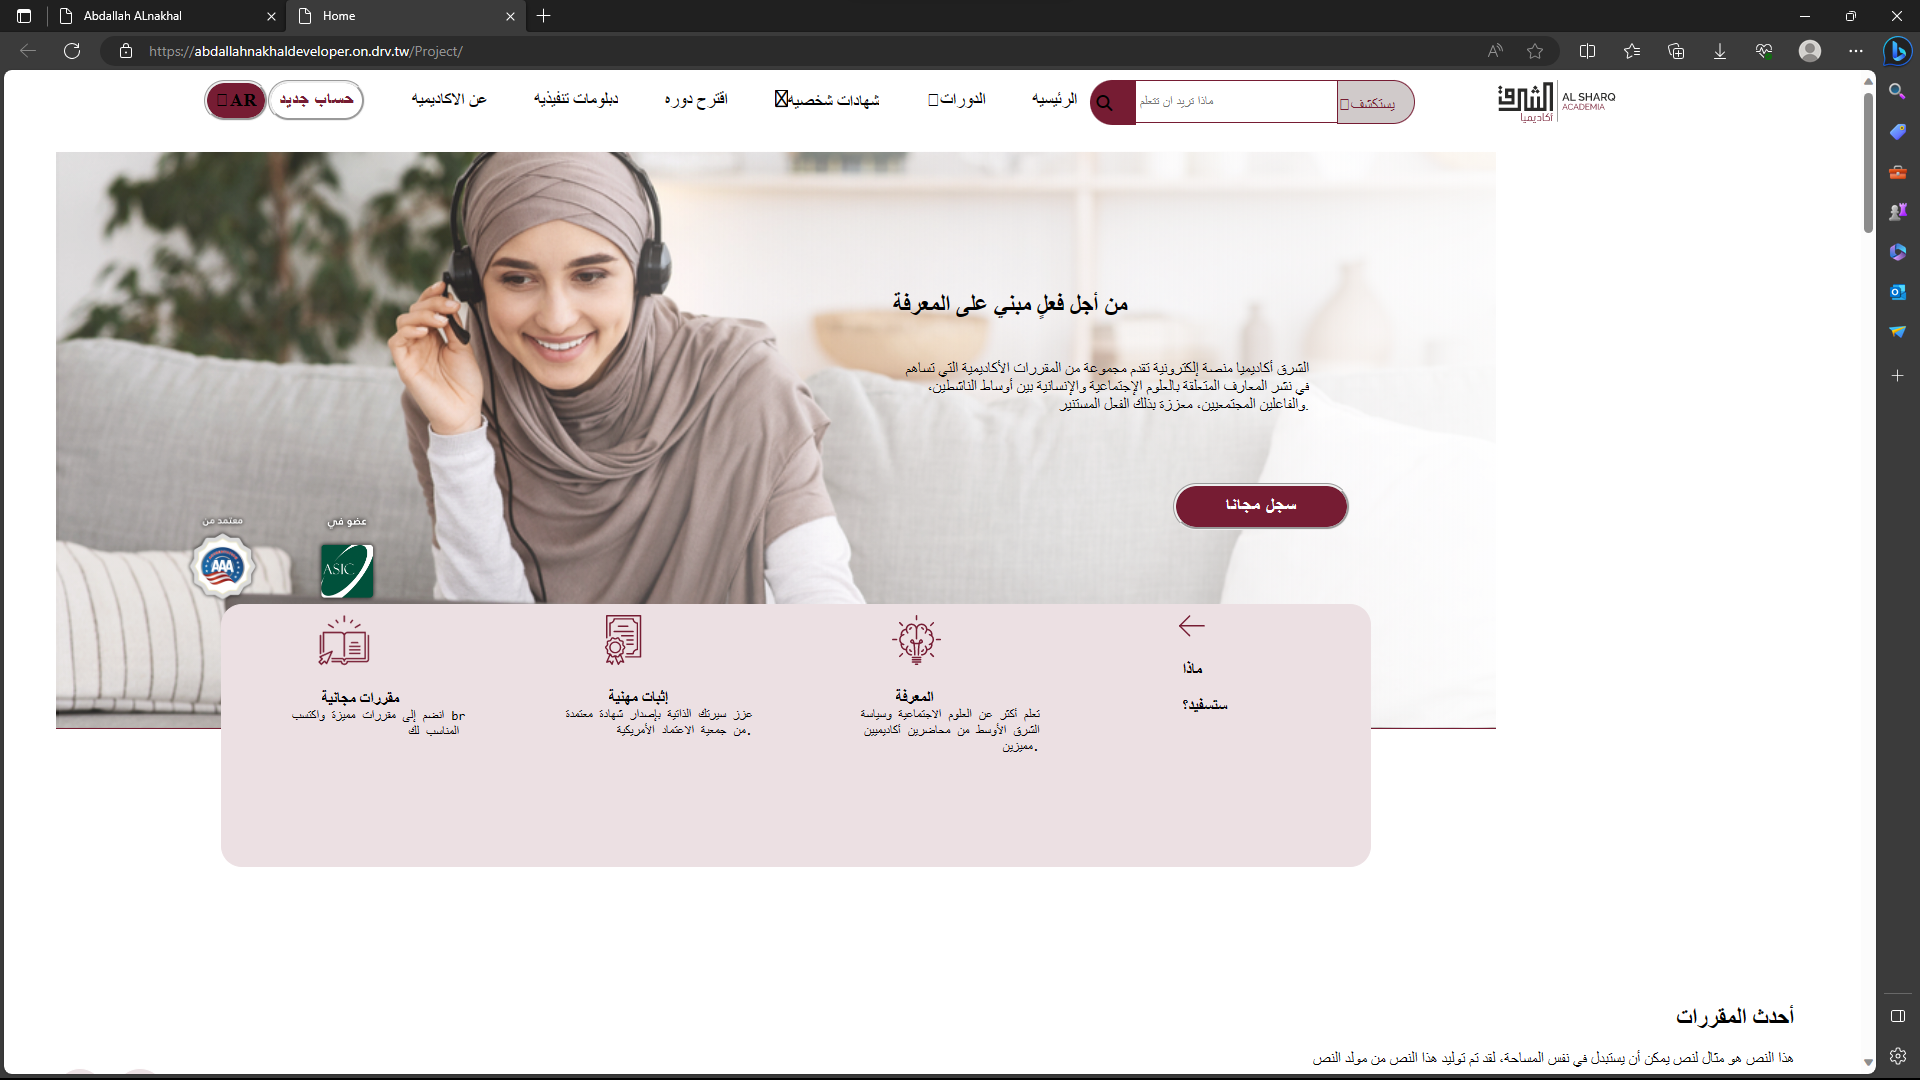 Abdallah ALnakhal
Home
https://abdallahnakhaldeveloper.on.drv.tw/Project/
الشرق
أكاديميا
AL SHARQ
ACADEMIA
يستكشف
ماذا تريد ان تتعلم
الرئيسيه
الدورات
شهادات شخصيه
اقترح دوره
دبلومات تنفيذيه
عن الاكاديميه
حساب جديد
AR
من أجل فعلٍ مبني على المعرفة
الشرق أكاديميا منصة إلكترونية تقدم مجموعة من المقررات الأكاديمية التي تساهم
في نشر المعارف المتعلقة بالعلوم الإجتماعية والإنسانية بين أوساط الناشطين،
والفاعلين المجتمعيين، معززة بذلك الفعل المستنير.
سجل مجانا
عضو في
معتمد من
ASIC
AAA
ماذا
ستسفيد؟
المعرفة
تعلم أكثر عن العلوم الاجتماعية وسياسة
الشرق الأوسط من محاضرين أكاديميين
مميزين.
إثبات مهنية
عزز سيرتك الذاتية بإصدار شهادة معتمدة
من جمعية الاعتماد الأمريكية.
مقررات مجانية
br انضم إلى مقررات مميزة واكتسب
المناسب لك
أحدث المقررات
هذا النص هو مثال لنص يمكن أن يستبدل في نفس المساحة، لقد تم توليد هذا النص من مولد النص